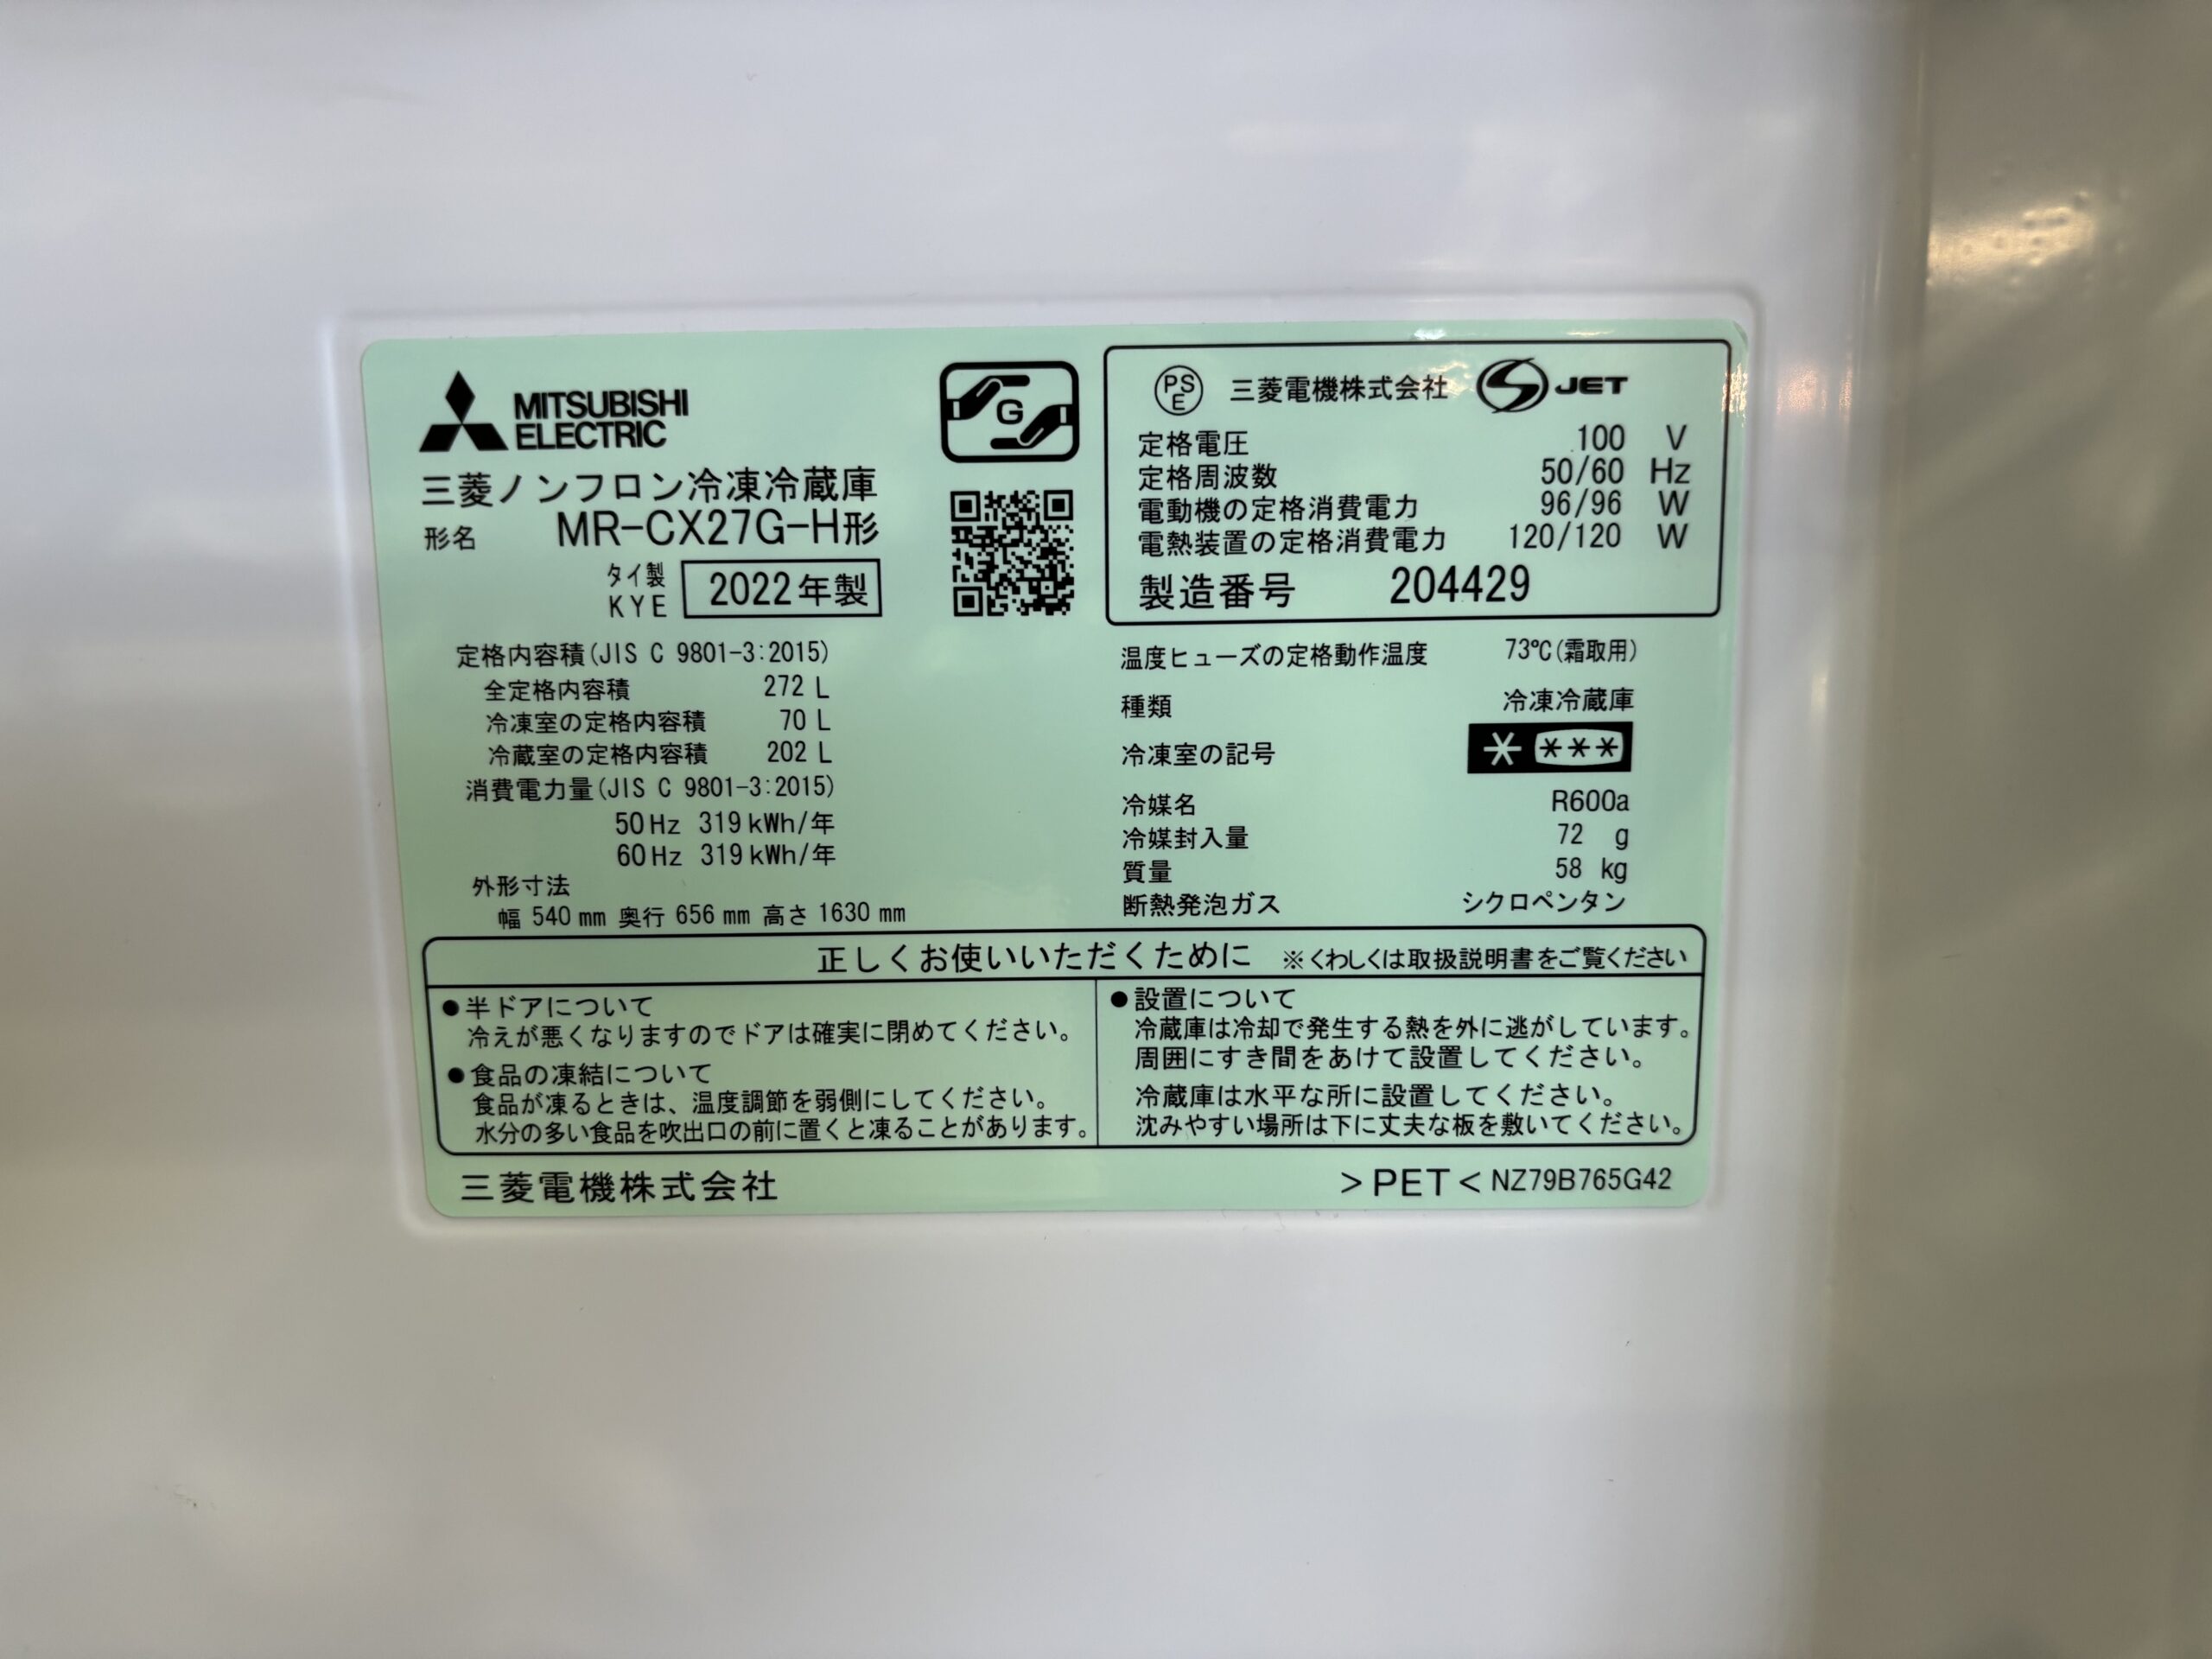 MITSUBISHI
ELECTRIC
三菱ノンフロン冷凍冷蔵庫
形名 MR-CX27G-H形
タイ製
KYE
2022年製
G
定格内容積(JIS C 9801-3:2015)
全定格内容積 272 L
冷凍室の定格内容積 70 L
冷蔵室の定格内容積 202 L
消費電力量(JIS C 9801-3:2015)
50Hz 319kWh/年
60Hz 319kWh/年
外形寸法
幅 540mm 奥行 656mm 高さ 1630mm
PSE 三菱電機株式会社 S JET
定格電圧 100 V
定格周波数 50/60 Hz
電動機の定格消費電力 96/96 W
電熱装置の定格消費電力 120/120 W
製造番号 204429
温度ヒューズの定格動作温度 73℃(霜取用)
種類 冷凍冷蔵庫
冷凍室の記号 * ***
冷媒名 R600a
冷媒封入量 72 g
質量 58 kg
断熱発泡ガス シクロペンタン
正しくお使いいただくために ※くわしくは取扱説明書をご覧ください
●半ドアについて
冷えが悪くなりますのでドアは確実に閉めてください。
●食品の凍結について
食品が凍るときは、温度調節を弱側にしてください。
水分の多い食品を吹出口の前に置くと凍ることがあります。
●設置について
冷蔵庫は冷却で発生する熱を外に逃がしています。
周囲にすき間をあけて設置してください。
冷蔵庫は水平な所に設置してください。
沈みやすい場所は下に丈夫な板を敷いてください。
三菱電機株式会社
>PET< NZ79B765G42